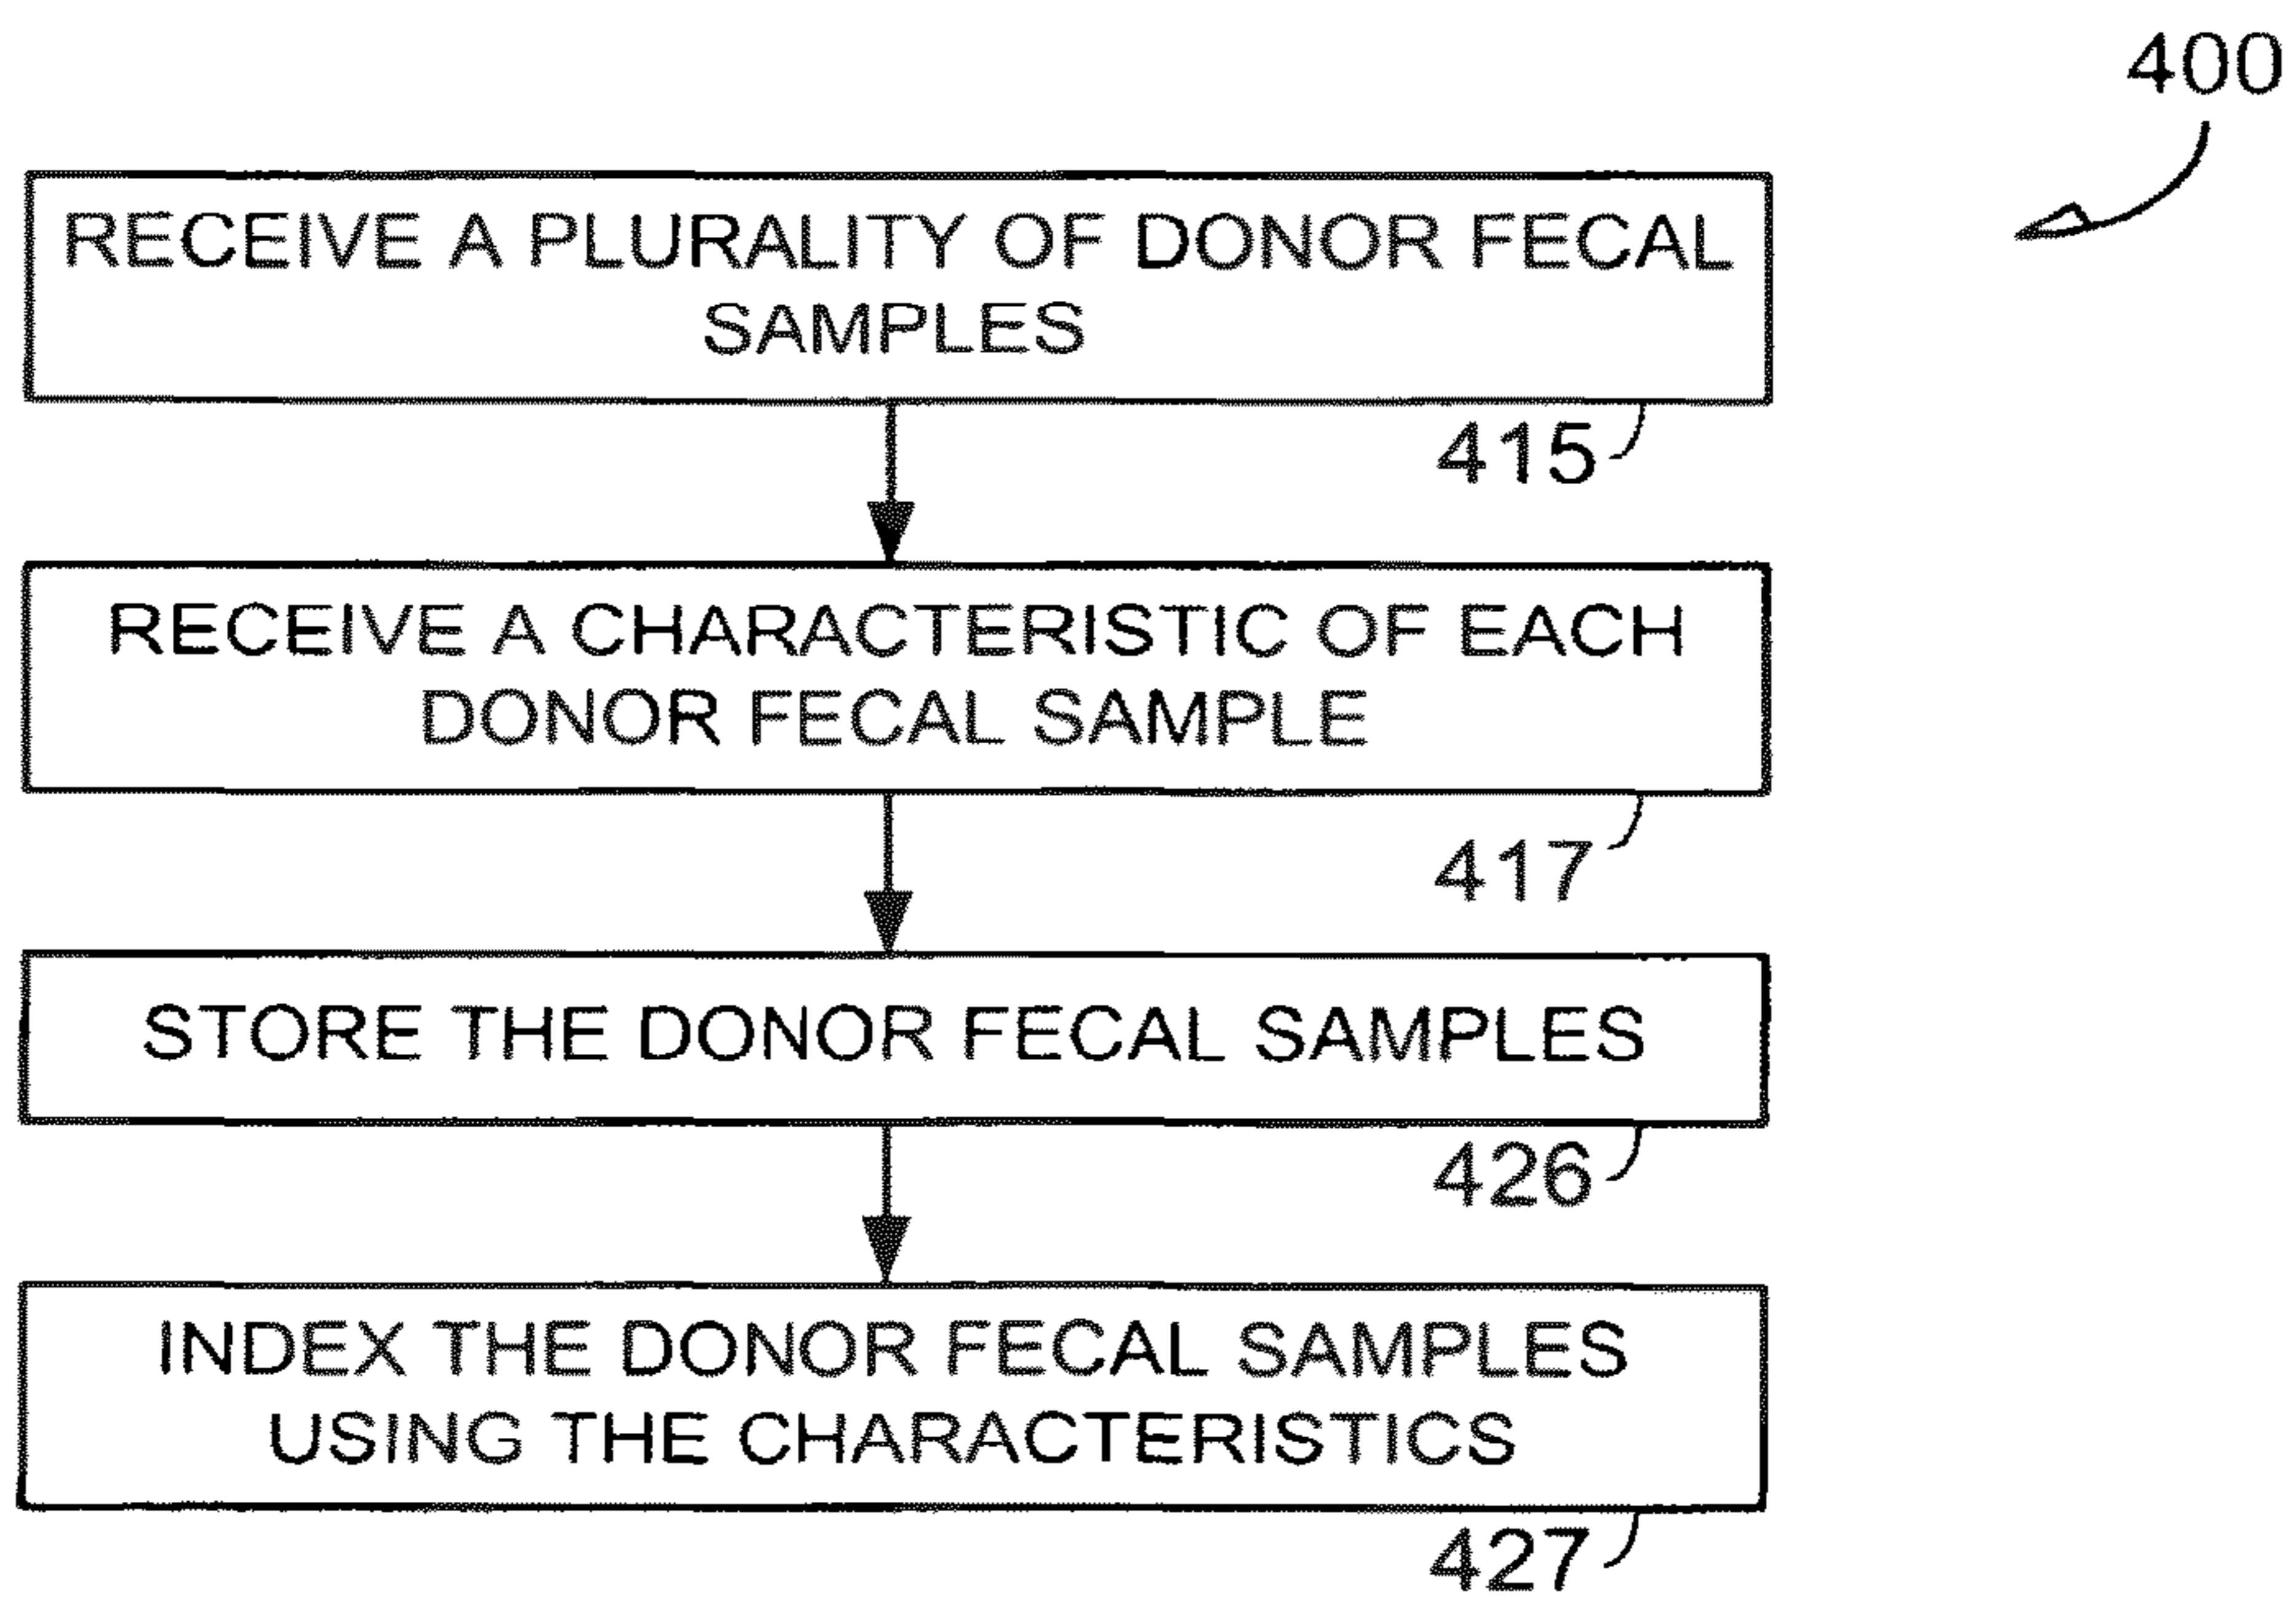 400
RECEIVE A PLURALITY OF DONOR FECAL
SAMPLES
415
RECEIVE A CHARACTERISTIC OF EACH
DONOR FECAL SAMPLE
417
STORE THE DONOR FECAL SAMPLES
426
INDEX THE DONOR FECAL SAMPLES
USING THE CHARACTERISTICS
427